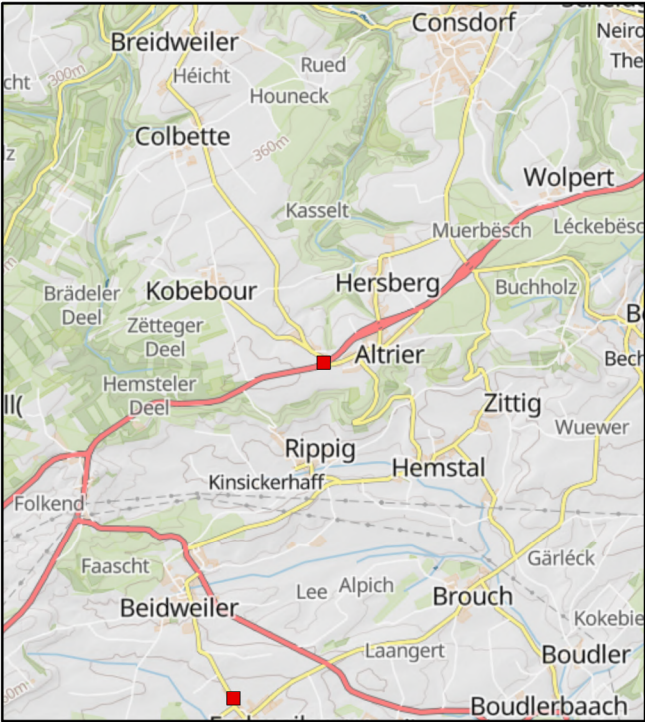 Consdorf
Breidweiler
Neiro
The
Rued
Héicht
cht
300m
Houneck
Colbette
360m
Wolpert
Kasselt
Muerbësch
Léckebësc
Hersberg
Brädeler
Deel
Kobebour
Buchholz
Zëtteger
Deel
Altrier
Bech
Hemsteler
Deel
ll(
Zittig
Wuewer
Rippig
Hemstal
Kinsickerhaff
Folkend
Gärléck
Faascht
Lee
Alpich
Brouch
Beidweiler
Kokebie
Laangert
Boudler
Boudlerbaach